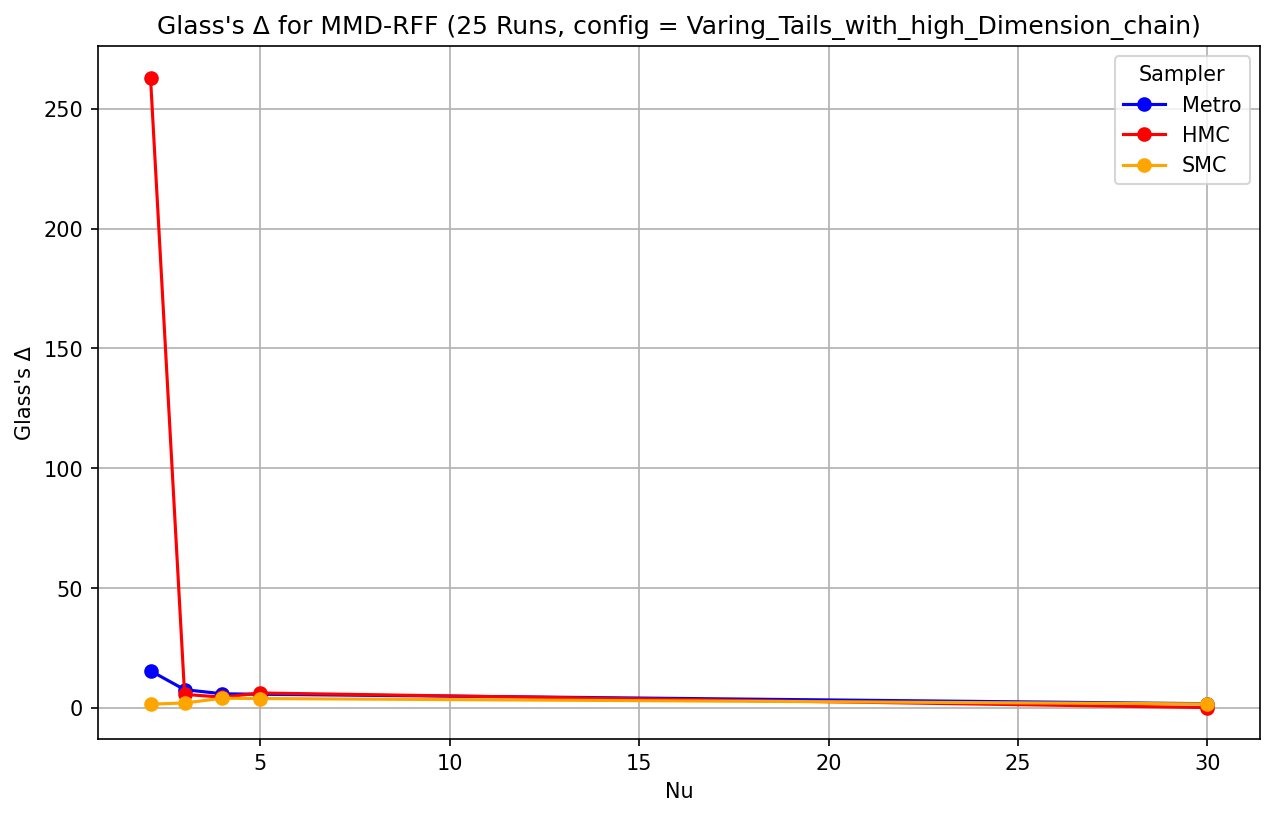 Glass's Δ for MMD-RFF (25 Runs, config = Varing_Tails_with_high_Dimension_chain)
Sampler
Metro
HMC
SMC
250
200
150
100
50
0
Glass's Δ
5 10 15 20 25 30
Nu